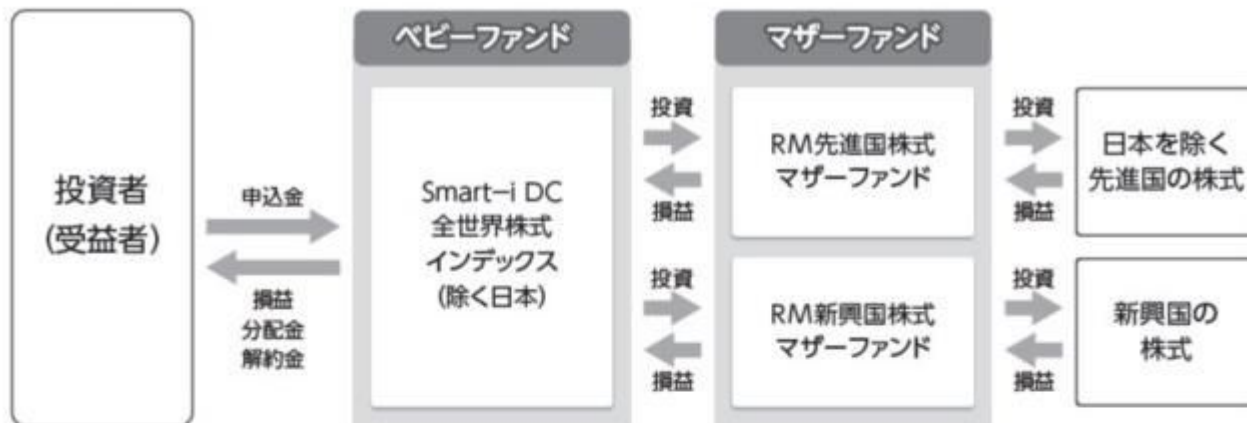 ベビーファンド
マザーファンド
投資者
(受益者)
申込金
損益
分配金
解約金
Smart-i DC
全世界株式
インデックス
(除く日本)
投資
損益
投資
損益
RM先進国株式
マザーファンド
RM新興国株式
マザーファンド
投資
損益
投資
損益
日本を除く
先進国の株式
新興国の
株式